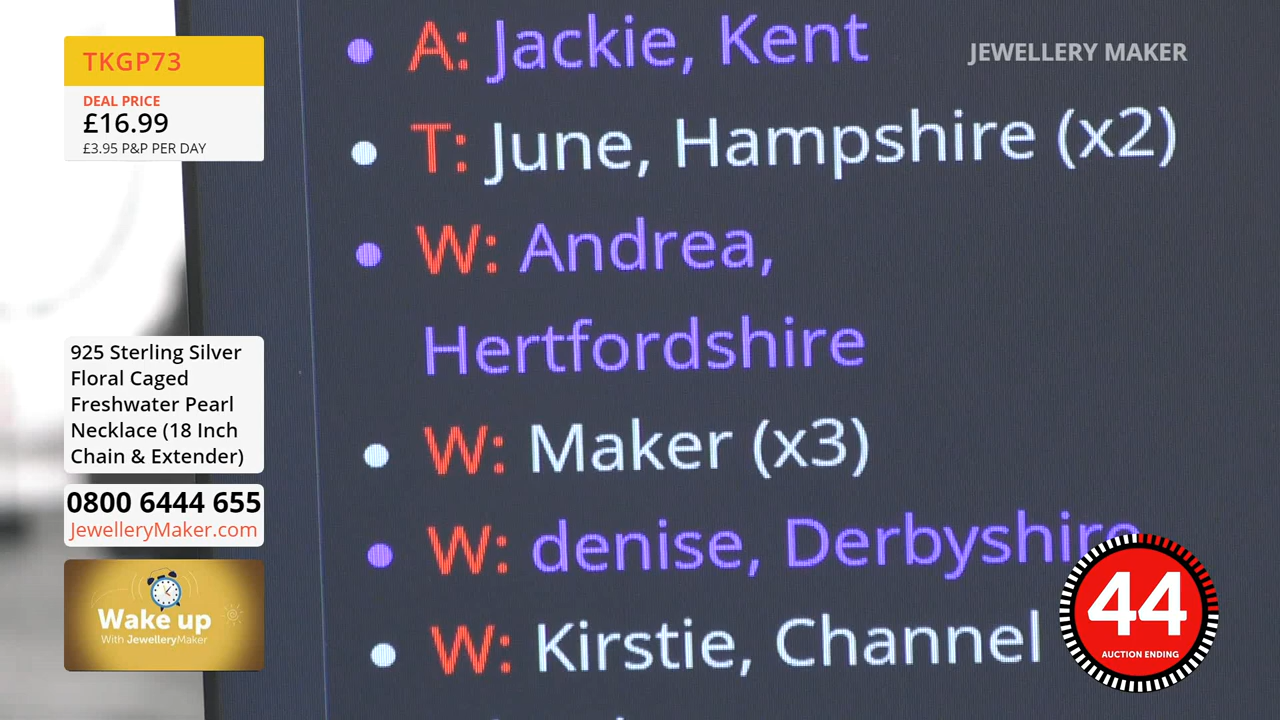 TKGP73
DEAL PRICE
£16.99
£3.95 P&P PER DAY
925 Sterling Silver
Floral Caged
Freshwater Pearl
Necklace (18 Inch
Chain & Extender)
0800 6444 655
JewelleryMaker.com
Wake up
With JewelleryMaker
JEWELLERY MAKER
A: Jackie, Kent
T: June, Hampshire (x2)
W: Andrea,
Hertfordshire
W: Maker (x3)
W: denise, Derbyshire
W: Kirstie, Channel
44
AUCTION ENDING